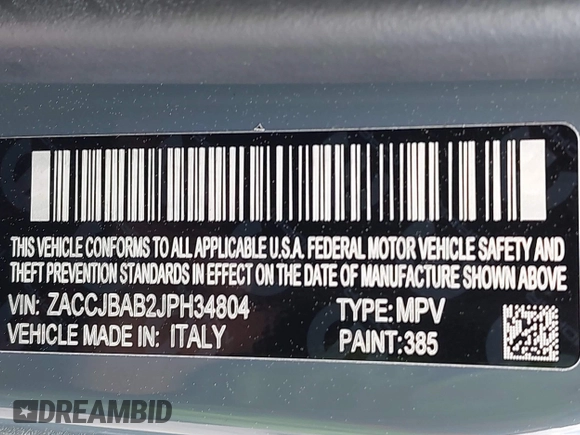 THIS VEHICLE CONFORMS TO ALL APPLICABLE U.S.A. FEDERAL MOTOR VEHICLE SAFETY AND
THEFT PREVENTION STANDARDS IN EFFECT ON THE DATE OF MANUFACTURE SHOWN ABOVE
VIN: ZACCJBAB2JPH34804 TYPE:MPV
VEHICLE MADE IN: ITALY PAINT:385
DREAMBID